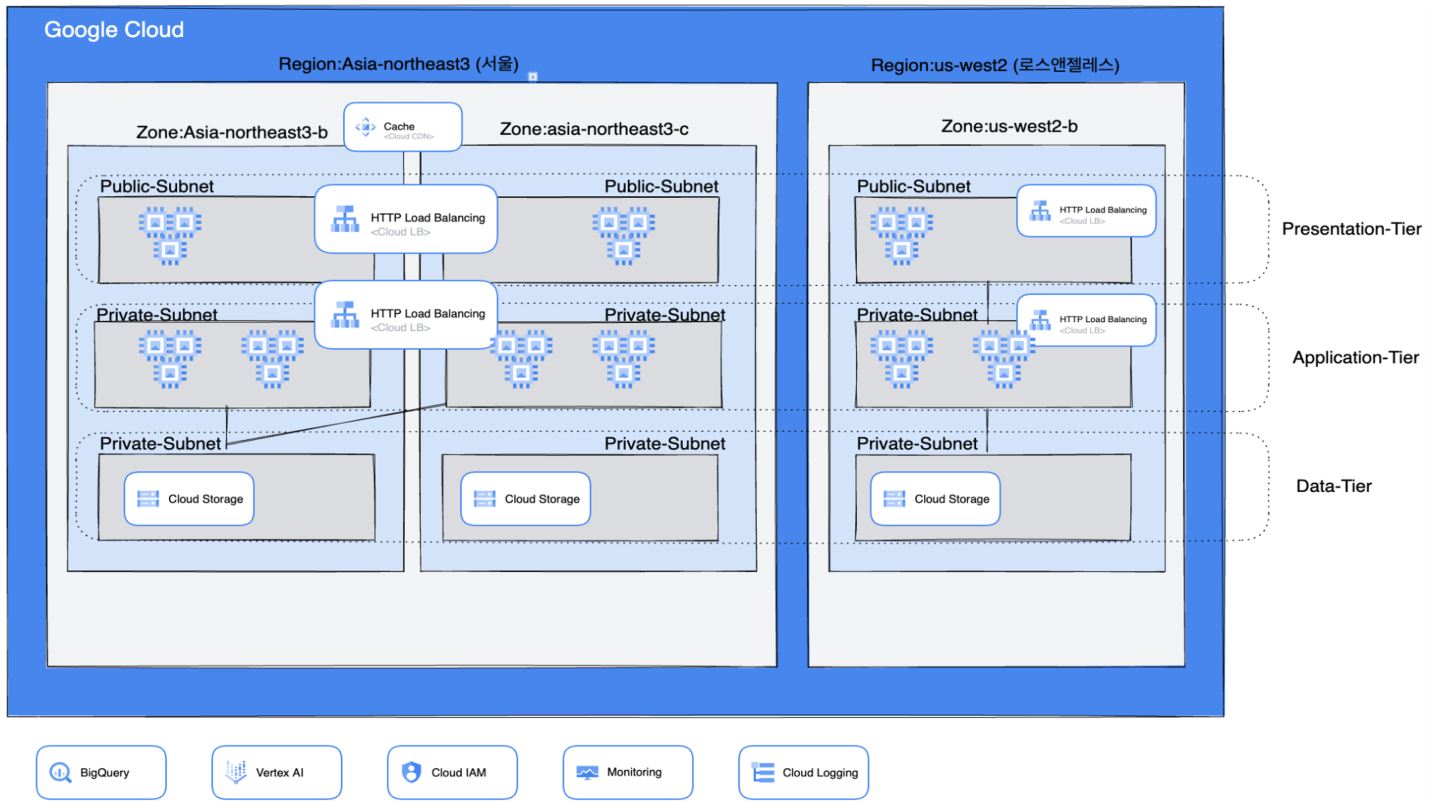 Google Cloud
Region:Asia-northeast3 (서울)
Region:us-west2 (로스앤젤레스)
Zone:Asia-northeast3-b
Cache
<Cloud CDN>
Zone:asia-northeast3-c
Zone:us-west2-b
Public-Subnet
Public-Subnet
Public-Subnet
HTTP Load Balancing
<Cloud LB>
HTTP Load Balancing
<Cloud LB>
Presentation-Tier
Private-Subnet
Private-Subnet
Private-Subnet
HTTP Load Balancing
<Cloud LB>
HTTP Load Balancing
<Cloud LB>
Application-Tier
Private-Subnet
Private-Subnet
Private-Subnet
Cloud Storage
Cloud Storage
Cloud Storage
Data-Tier
BigQuery
Vertex AI
Cloud IAM
Monitoring
Cloud Logging